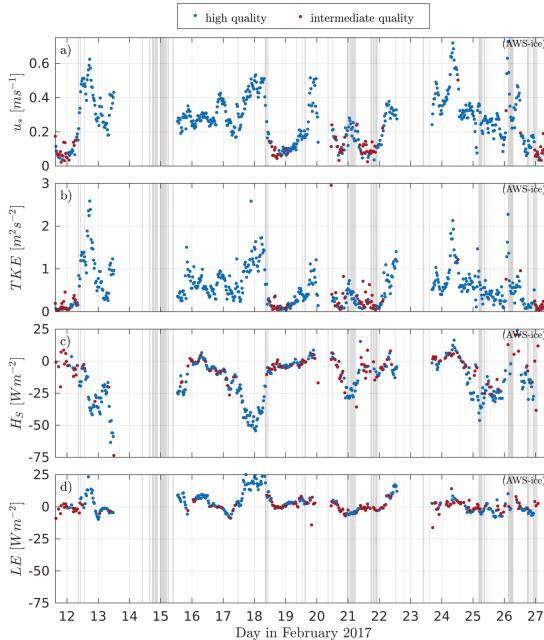 high quality intermediate quality
a) (AWS-ice)
u* [ms⁻¹]
0.6
0.4
0.2
0
b) (AWS-ice)
TKE [m²s⁻²]
3
2
1
0
c) (AWS-ice)
H_S [Wm⁻²]
25
0
-25
-50
-75
d) (AWS-ice)
LE [Wm⁻²]
25
0
-25
-50
-75
11 12 13 14 15 16 17 18 19 20 21 22 23 24 25 26 27
Day in February 2017